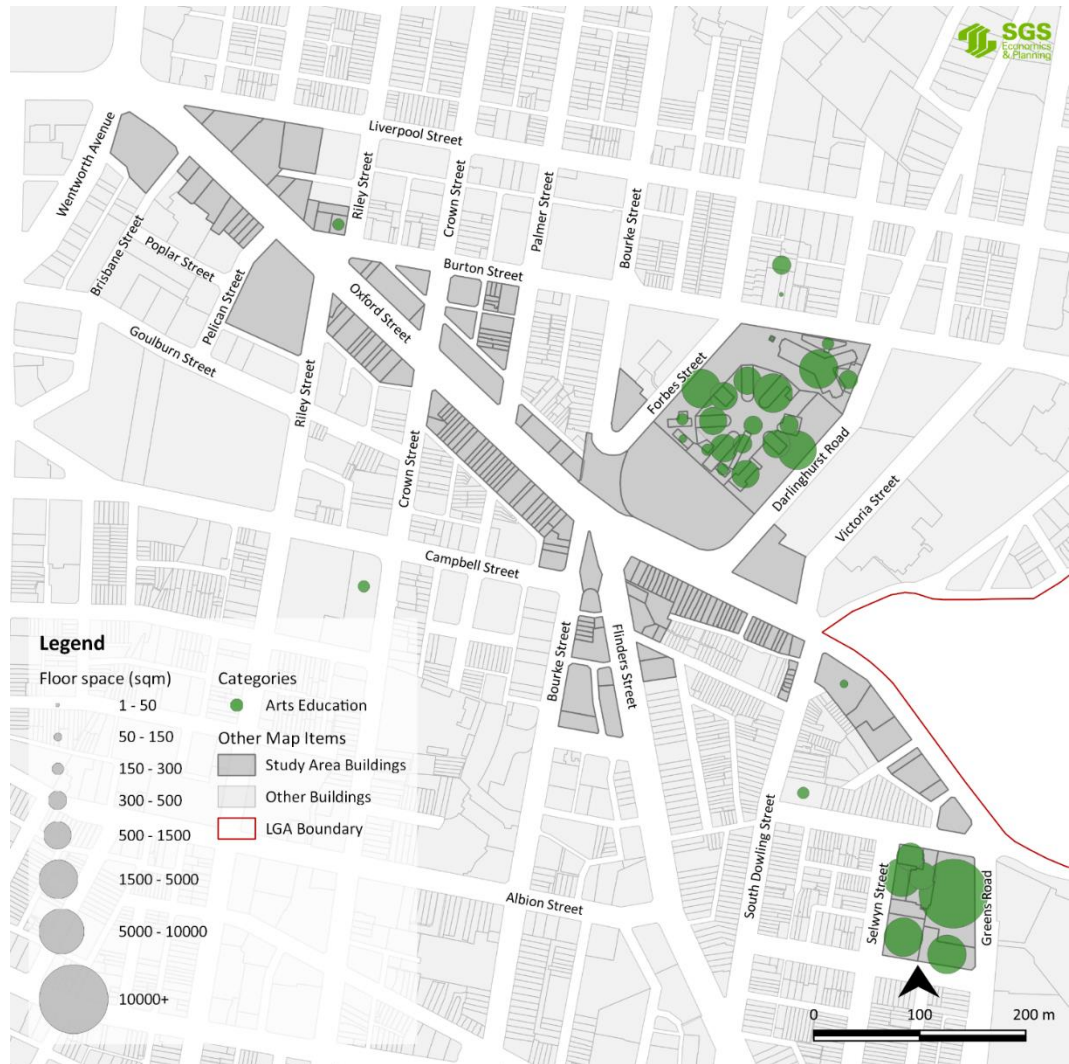 SGS
Economics
& Planning
Liverpool Street
Wentworth Avenue
Riley Street
Crown Street
Palmer Street
Bourke Street
Brisbane Street
Poplar Street
Pelican Street
Burton Street
Oxford Street
Goulburn Street
Riley Street
Forbes Street
Crown Street
Darlinghurst Road
Victoria Street
Campbell Street
Bourke Street
Flinders Street
South Dowling Street
Selwyn Street
Greens Road
Albion Street
Legend
Floor space (sqm)
1 - 50
50 - 150
150 - 300
300 - 500
500 - 1500
1500 - 5000
5000 - 10000
10000+
Categories
Arts Education
Other Map Items
Study Area Buildings
Other Buildings
LGA Boundary
0 100 200 m